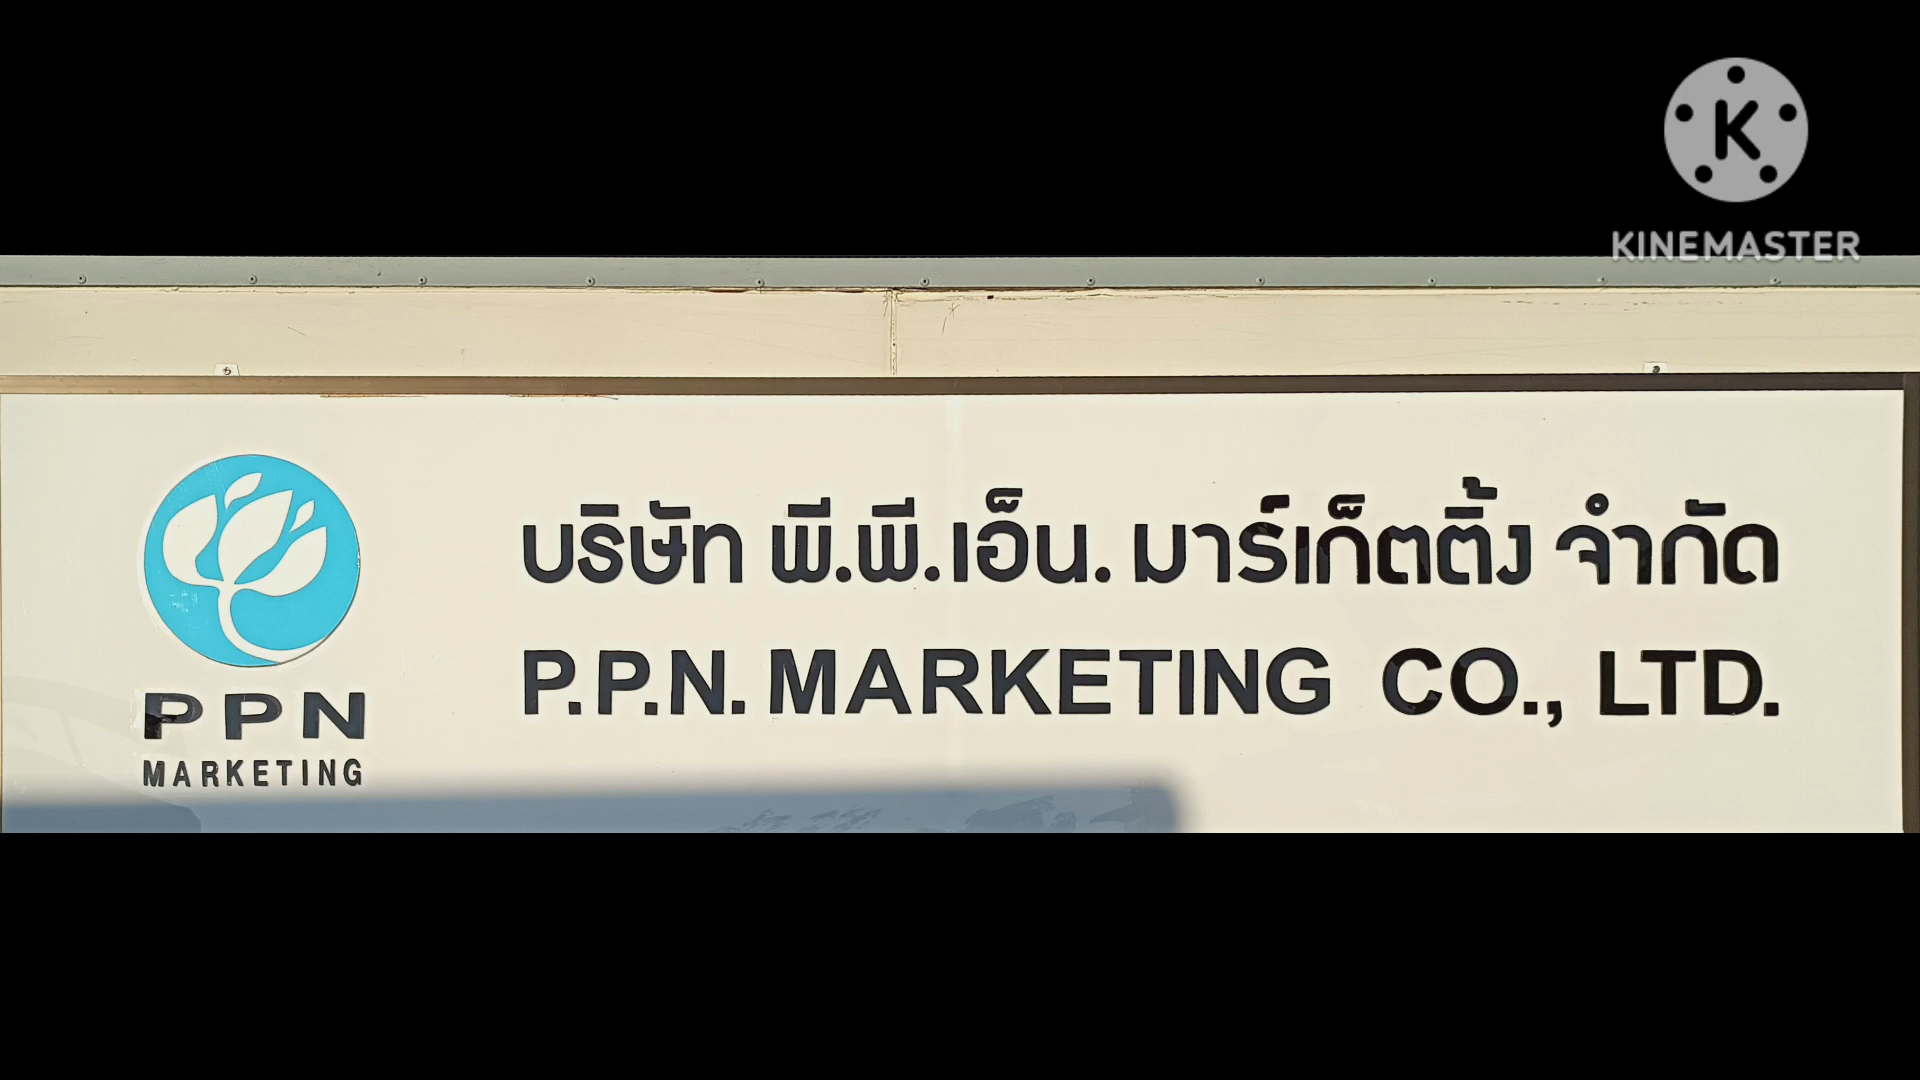 K
KINEMASTER
บริษัท พี.พี.เอ็น. มาร์เก็ตติ้ง จำกัด
P.P.N. MARKETING CO., LTD.
PPN
MARKETING